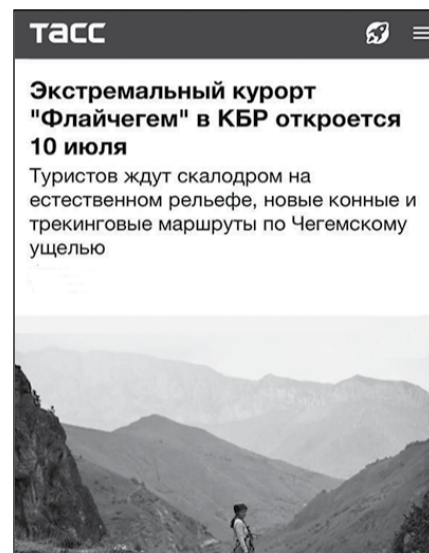 ТАСС
Экстремальный курорт
"Флайчегем" в КБР откроется
10 июля
Туристов ждут скалодром на
естественном рельефе, новые конные и
трекинговые маршруты по Чегемскому
ущелью